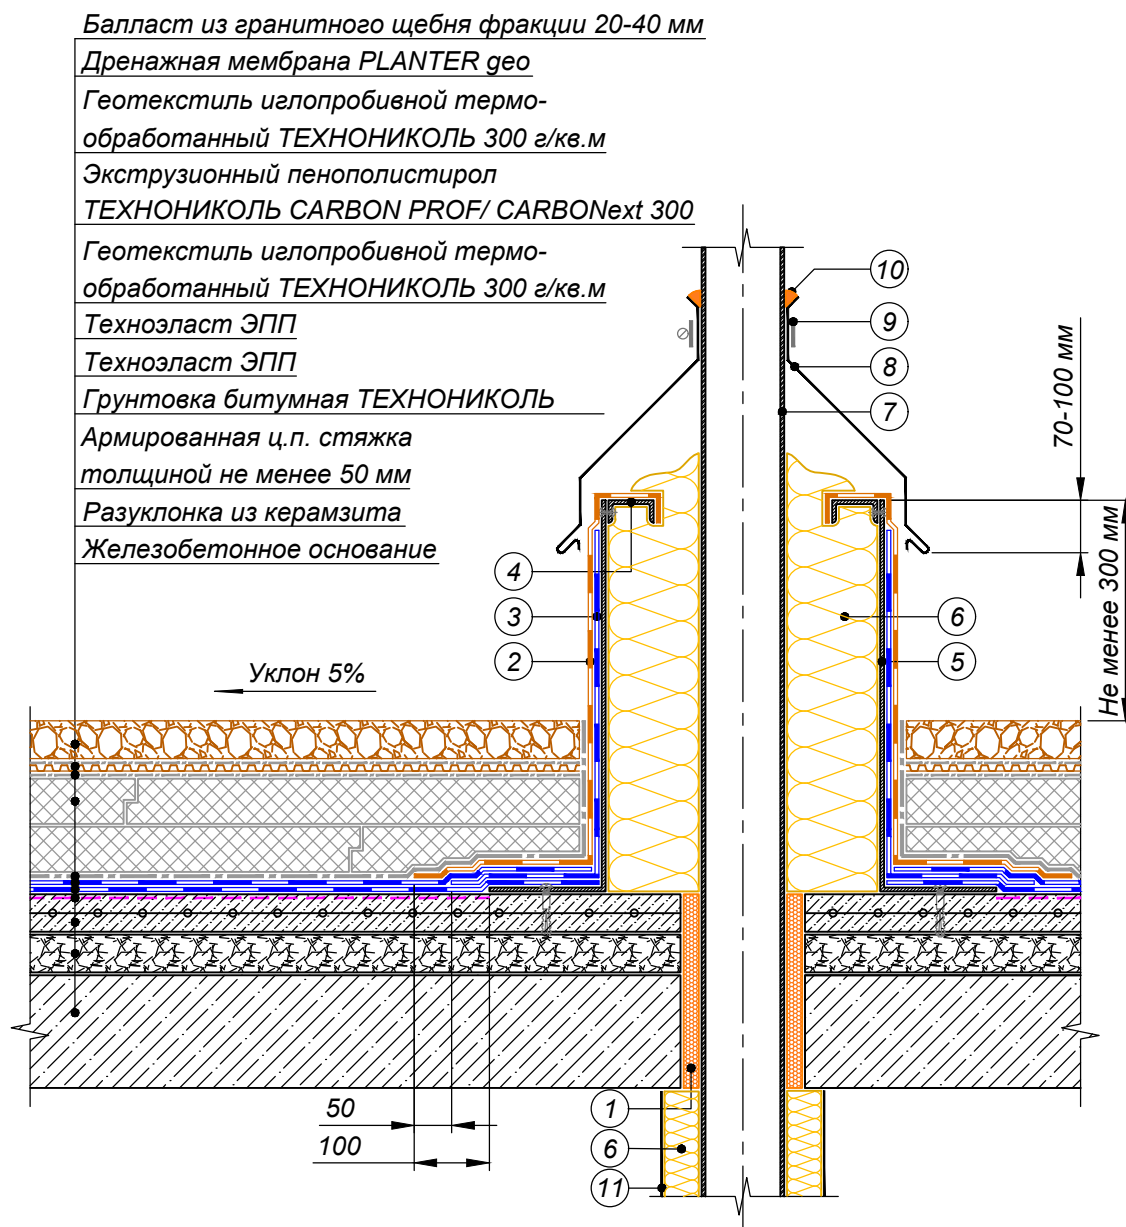 Балласт из гранитного щебня фракции 20-40 мм
Дренажная мембрана PLANTER geo
Геотекстиль иглопробивной термо-
обработанный ТЕХНОНИКОЛЬ 300 г/кв.м
Экструзионный пенополистирол
ТЕХНОНИКОЛЬ CARBON PROF/ CARBONext 300
Геотекстиль иглопробивной термо-
обработанный ТЕХНОНИКОЛЬ 300 г/кв.м
Техноэласт ЭПП
Техноэласт ЭПП
Грунтовка битумная ТЕХНОНИКОЛЬ
Армированная ц.п. стяжка
толщиной не менее 50 мм
Разуклонка из керамзита
Железобетонное основание
10
9
8
7
70-100 мм
Не менее 300 мм
4
3
2
6
5
Уклон 5%
50
100
1
6
11